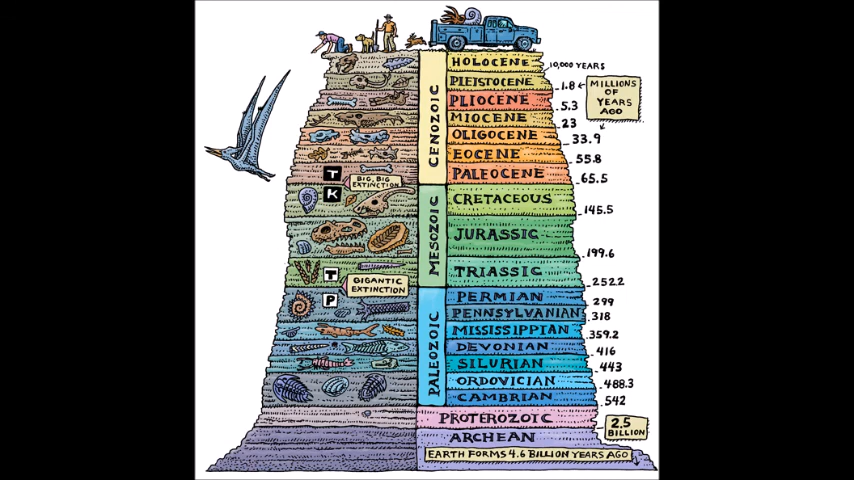 HOLOCENE
10,000 YEARS
PLEISTOCENE
1.8
MILLIONS
OF
YEARS
AGO
PLIOCENE
5.3
MIOCENE
23
OLIGOCENE
33.9
EOCENE
55.8
PALEOCENE
65.5
CENOZOIC
T
BIG, BIG
EXTINCTION
K
CRETACEOUS
145.5
JURASSIC
199.6
TRIASSIC
252.2
MESOZOIC
T
GIGANTIC
EXTINCTION
P
PERMIAN
299
PENNSYLVANIAN
318
MISSISSIPPIAN
359.2
DEVONIAN
416
SILURIAN
443
ORDOVICIAN
488.3
CAMBRIAN
542
PALEOZOIC
PROTEROZOIC
2.5
BILLION
ARCHEAN
EARTH FORMS 4.6 BILLION YEARS AGO